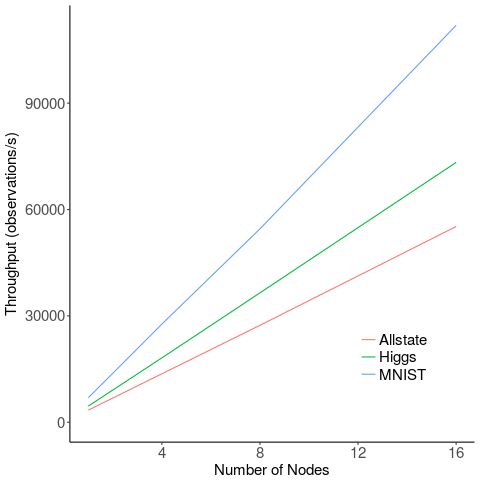 Throughput (observations/s)
90000
60000
30000
0
Allstate
Higgs
MNIST
4 8 12 16
Number of Nodes